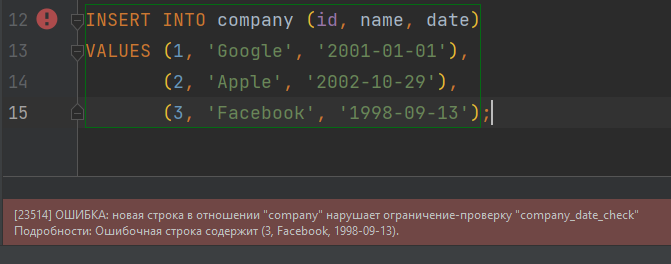 12 INSERT INTO company (id, name, date)
13 VALUES (1, 'Google', '2001-01-01'),
14 (2, 'Apple', '2002-10-29'),
15 (3, 'Facebook', '1998-09-13');
[23514] ОШИБКА: новая строка в отношении "company" нарушает ограничение-проверку "company_date_check"
Подробности: Ошибочная строка содержит (3, Facebook, 1998-09-13).